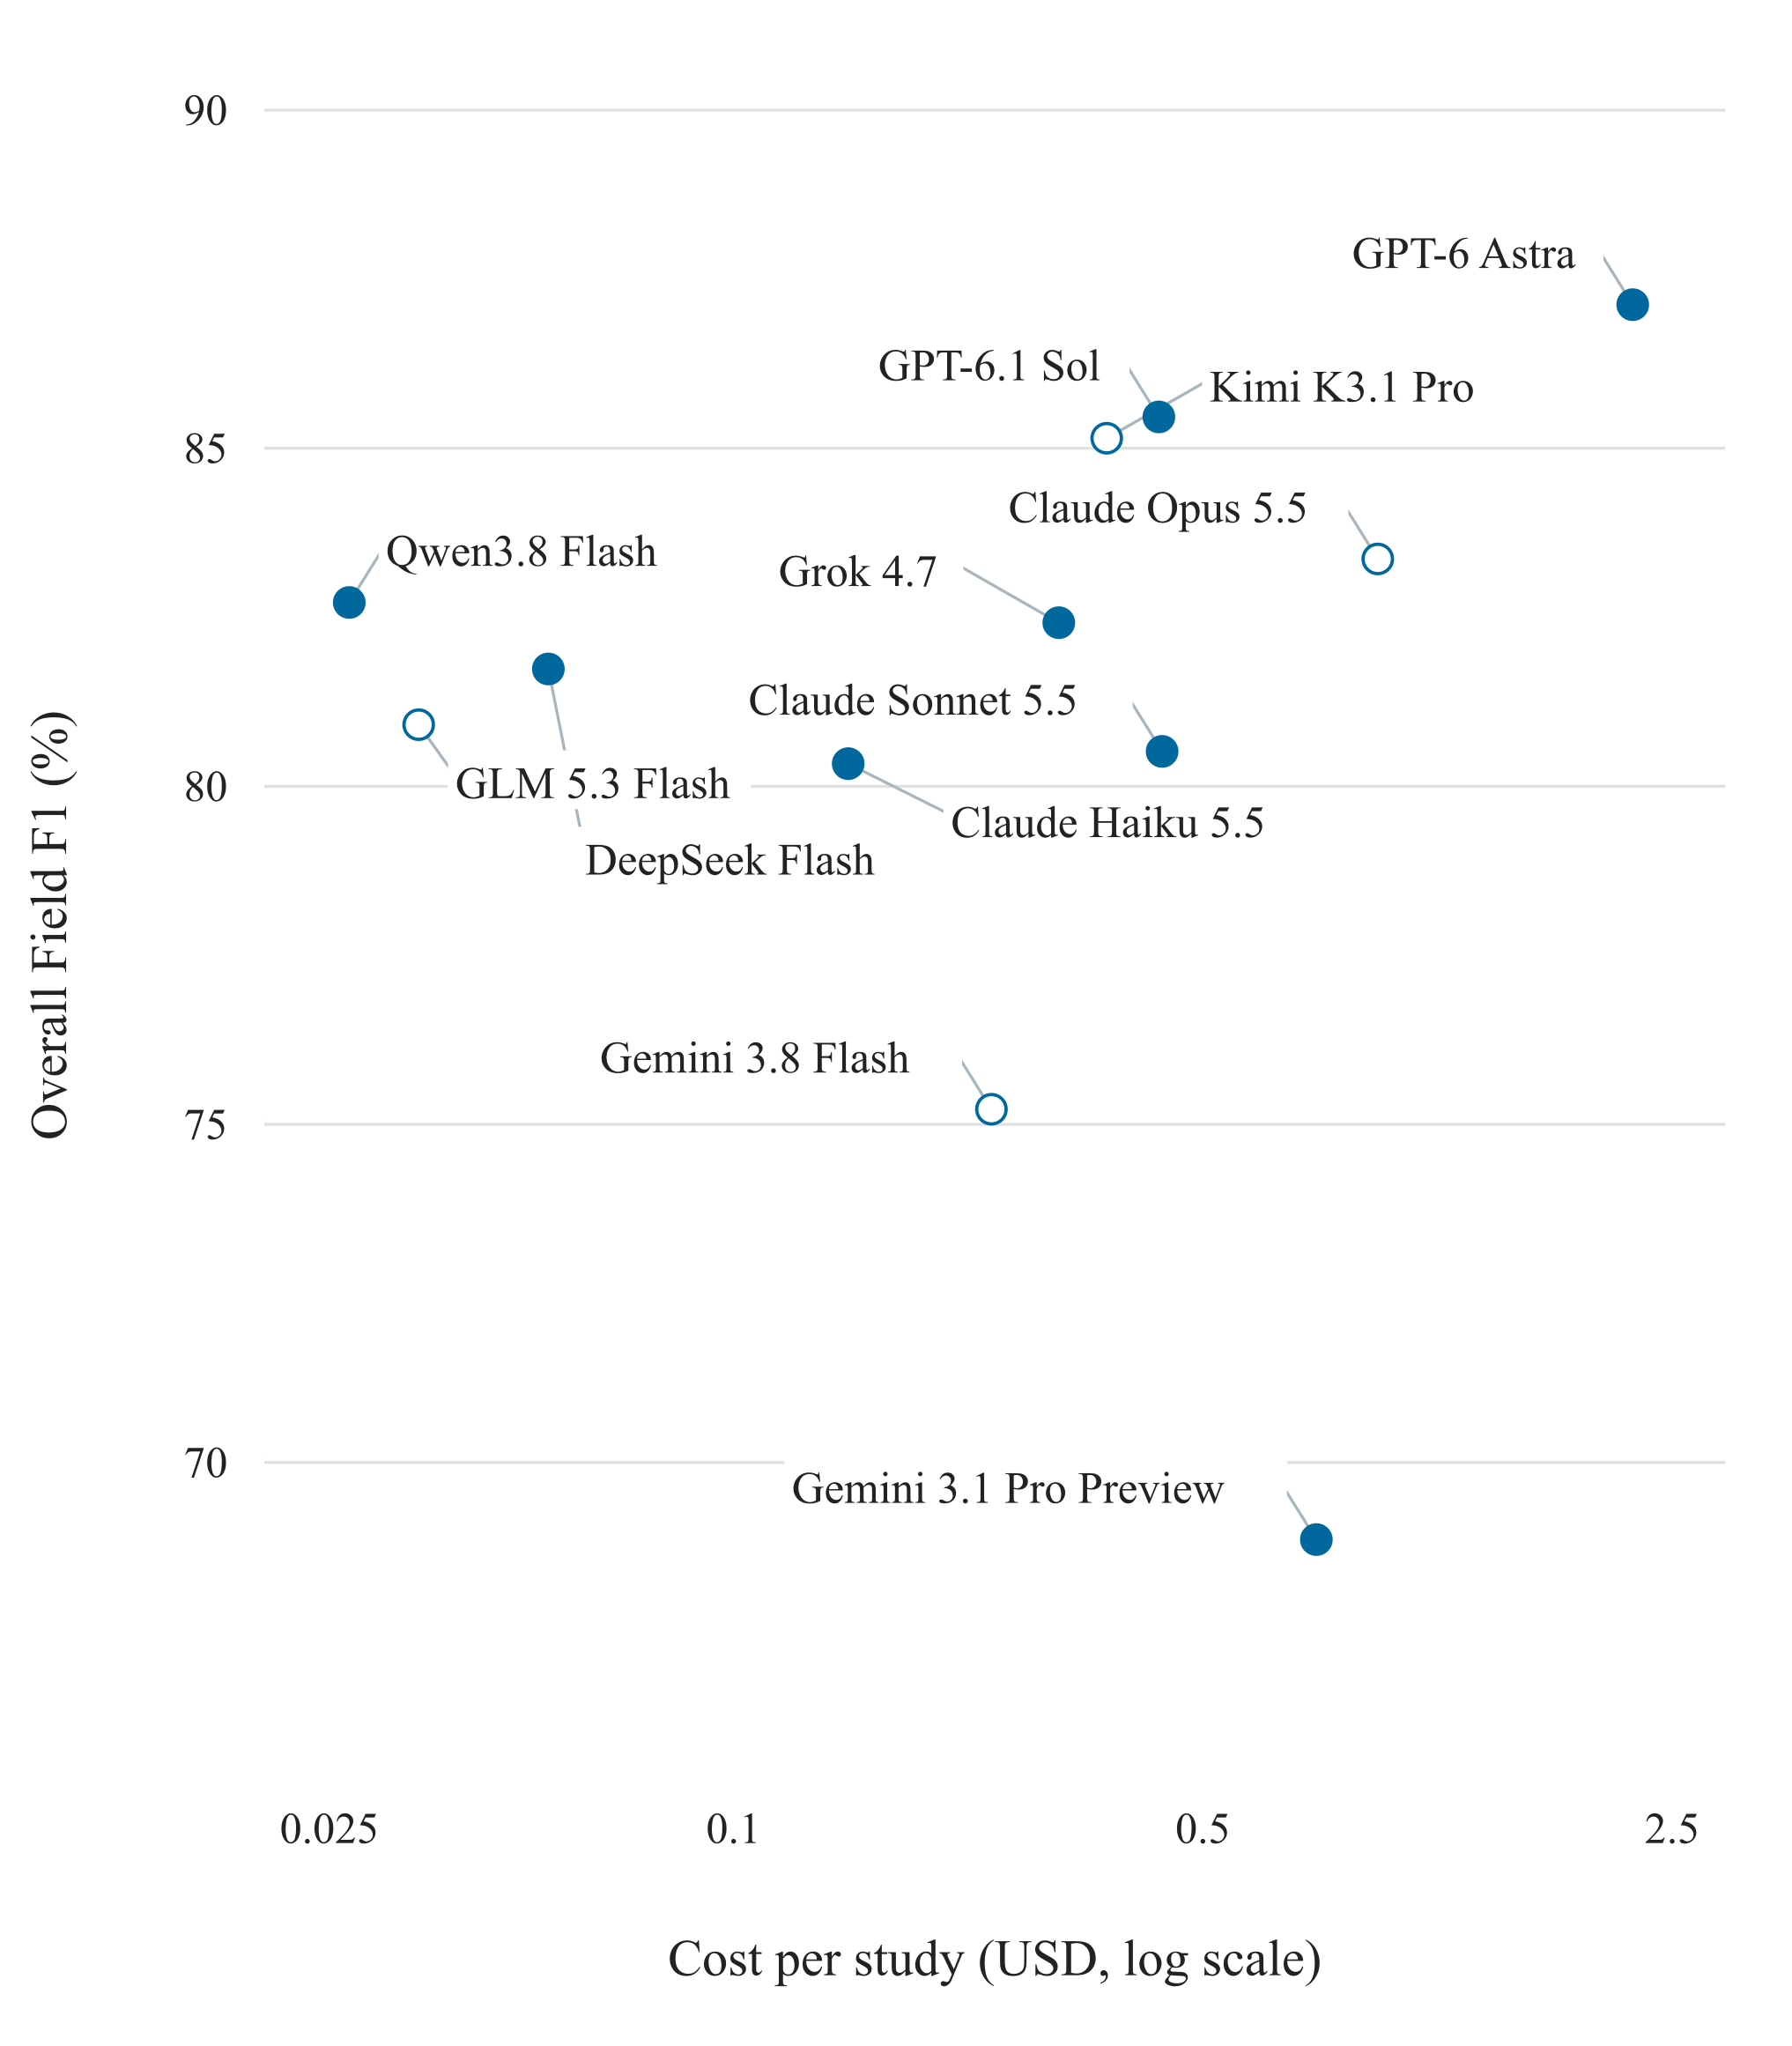 90
GPT-6 Astra
GPT-6.1 Sol
Kimi K3.1 Pro
85
Claude Opus 5.5
Qwen3.8 Flash
Grok 4.7
Claude Sonnet 5.5
80
GLM 5.3 Flash
Claude Haiku 5.5
DeepSeek Flash
Overall Field F1 (%)
Gemini 3.8 Flash
75
70
Gemini 3.1 Pro Preview
0.025 0.1 0.5 2.5
Cost per study (USD, log scale)